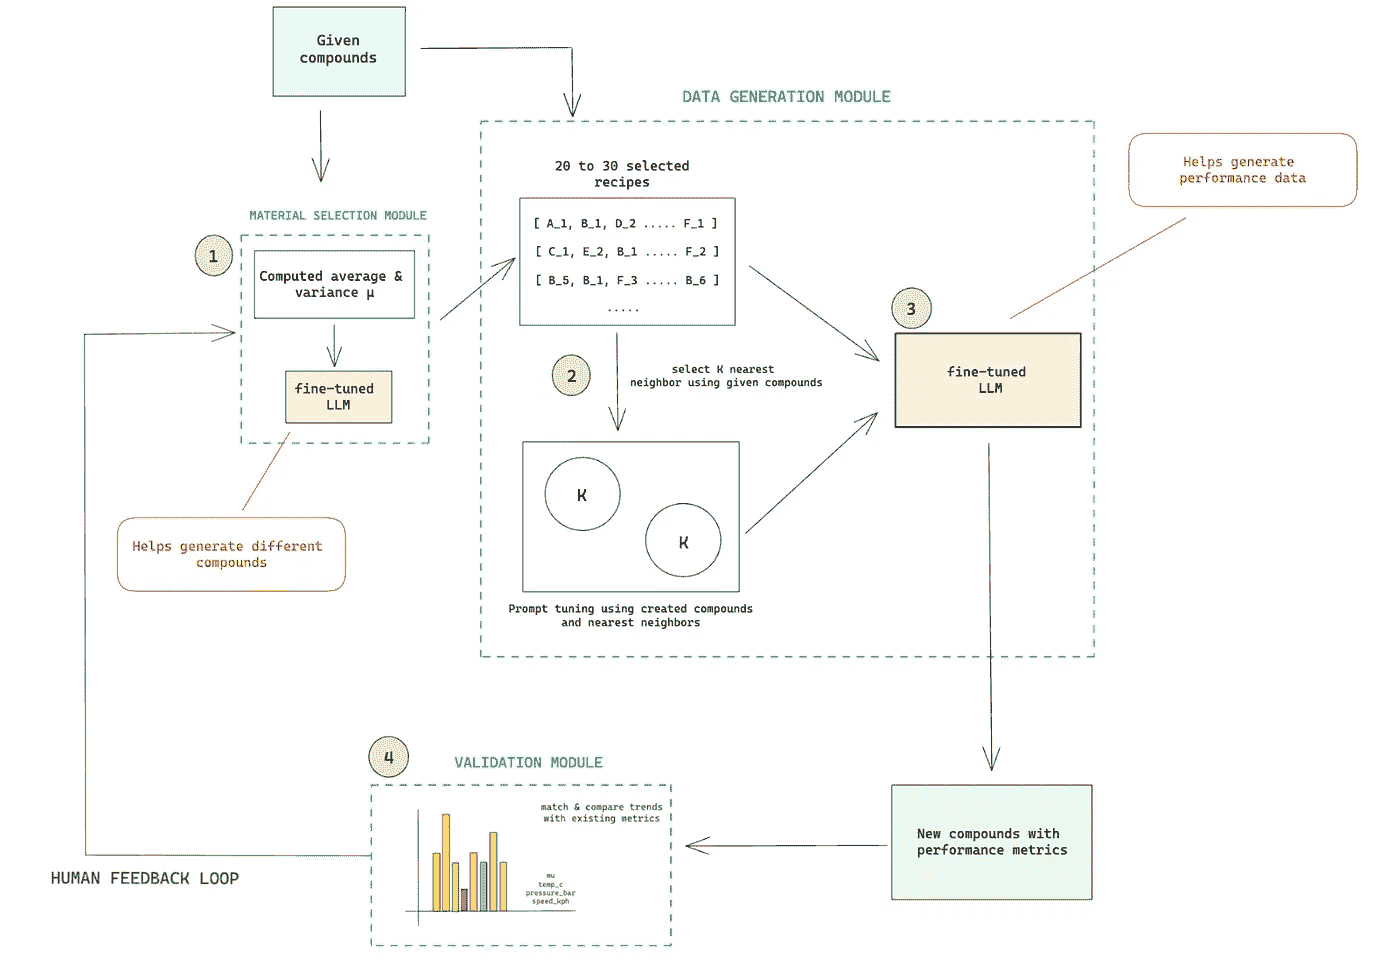 Given
compounds
DATA GENERATION MODULE
20 to 30 selected
recipes
Helps generate
performance data
MATERIAL SELECTION MODULE
1
Computed average &
variance μ
fine-tuned
LLM
[ A_1, B_1, D_2 ..... F_1 ]
[ C_1, E_2, B_1 ..... F_2 ]
[ B_5, B_1, F_3 ..... B_6 ]
.....
3
fine-tuned
LLM
2
select K nearest
neighbor using given compounds
K
K
Helps generate different
compounds
Prompt tuning using created compounds
and nearest neighbors
4
VALIDATION MODULE
match & compare trends
with existing metrics
mu
temp_c
pressure_bar
speed_kph
New compounds with
performance metrics
HUMAN FEEDBACK LOOP